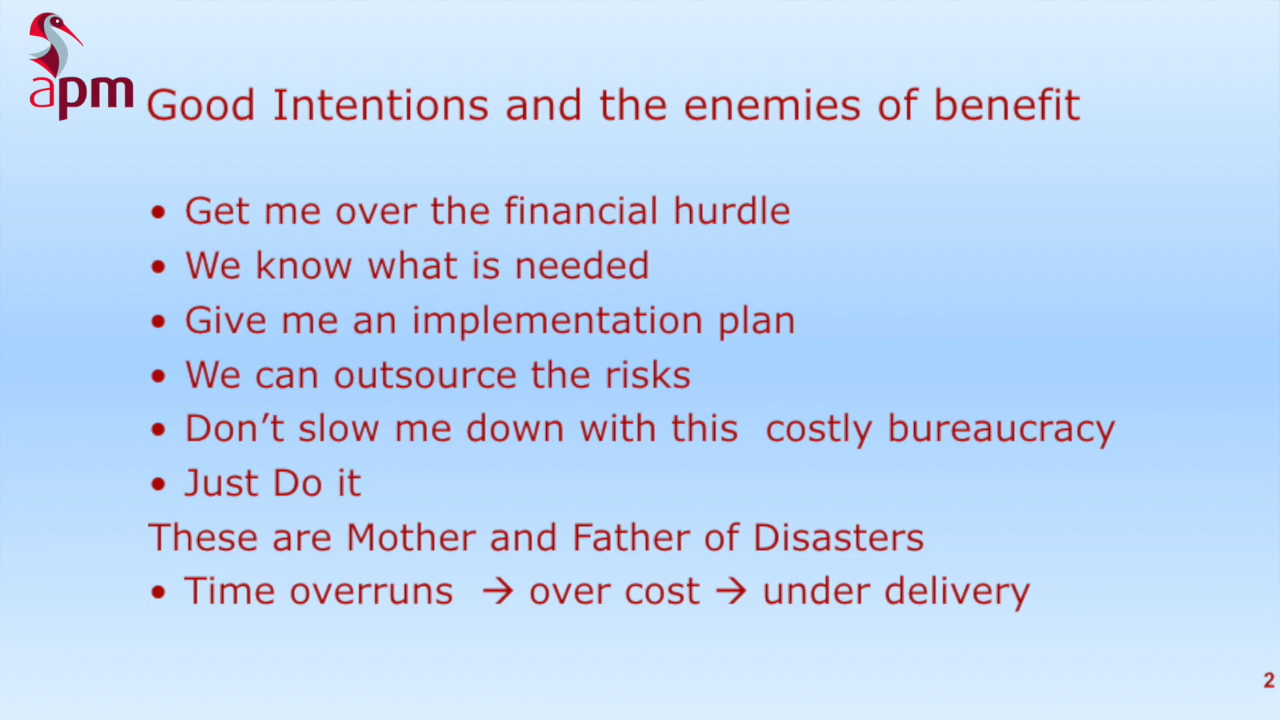 apm
Good Intentions and the enemies of benefit
• Get me over the financial hurdle
• We know what is needed
• Give me an implementation plan
• We can outsource the risks
• Don’t slow me down with this  costly bureaucracy
• Just Do it
These are Mother and Father of Disasters
• Time overruns  → over cost → under delivery
2